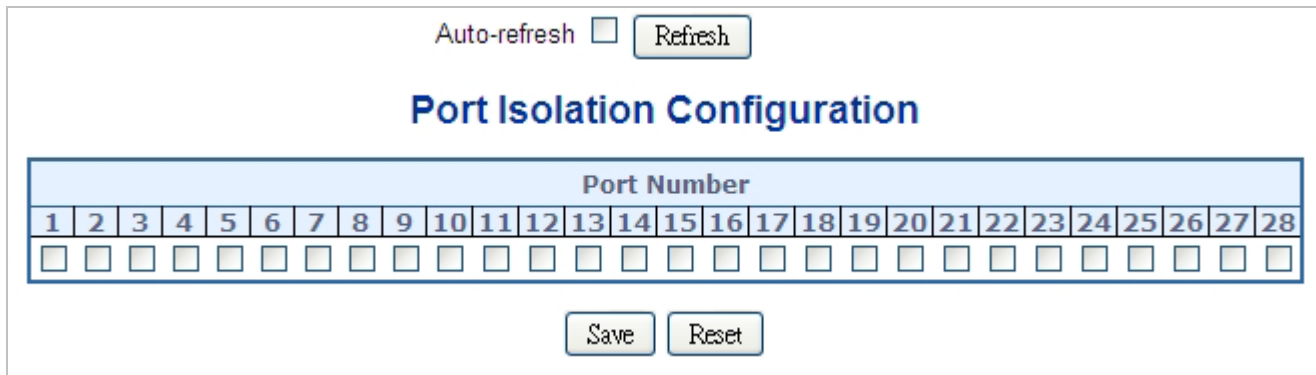 Auto-refresh Refresh
Port Isolation Configuration
Port Number
1 2 3 4 5 6 7 8 9 10 11 12 13 14 15 16 17 18 19 20 21 22 23 24 25 26 27 28
Save Reset